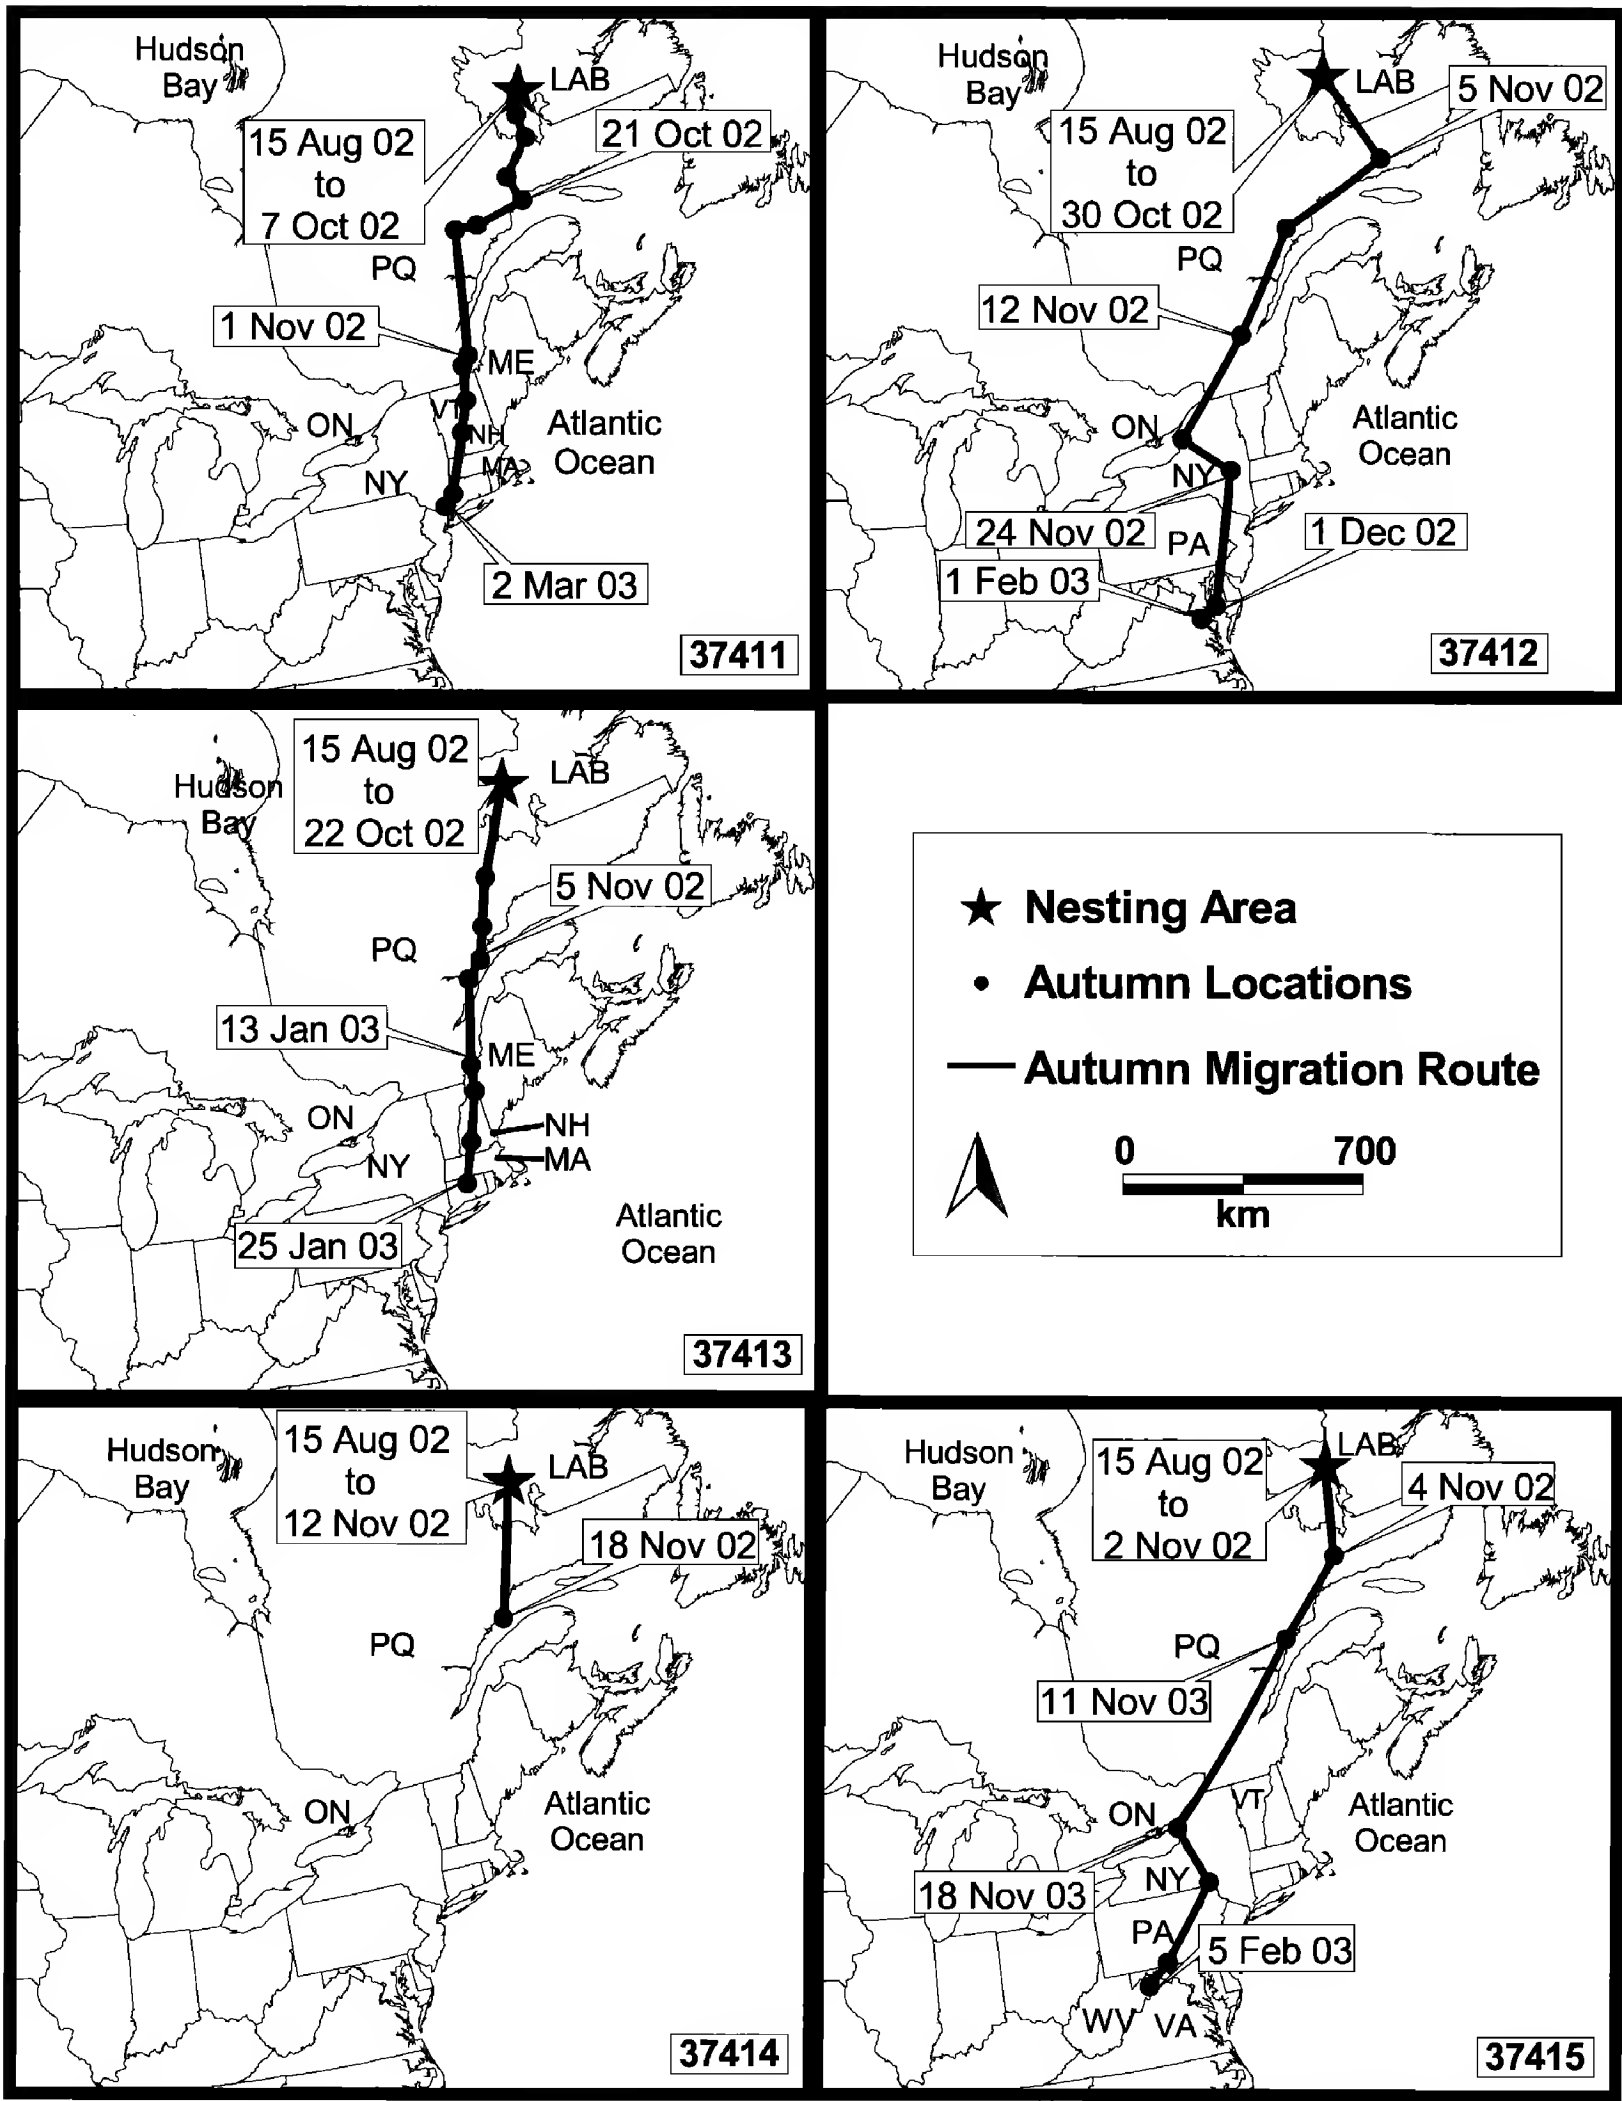 Hudson
Bay
LAB
15 Aug 02
to
7 Oct 02
21 Oct 02
PQ
1 Nov 02
ME
VT
ON
NH
Atlantic
Ocean
MA
NY
2 Mar 03
37411
Hudson
Bay
LAB
5 Nov 02
15 Aug 02
to
30 Oct 02
PQ
12 Nov 02
ON
Atlantic
Ocean
NY
24 Nov 02
PA
1 Dec 02
1 Feb 03
37412
15 Aug 02
to
22 Oct 02
LAB
Hudson
Bay
5 Nov 02
PQ
13 Jan 03
ME
ON
NH
MA
NY
Atlantic
Ocean
25 Jan 03
37413
Nesting Area
Autumn Locations
Autumn Migration Route
0 700
km
Hudson
Bay
15 Aug 02
to
12 Nov 02
LAB
18 Nov 02
PQ
ON
Atlantic
Ocean
37414
Hudson
Bay
LAB
15 Aug 02
to
2 Nov 02
4 Nov 02
PQ
11 Nov 03
VT
ON
Atlantic
Ocean
NY
18 Nov 03
PA
5 Feb 03
WV VA
37415